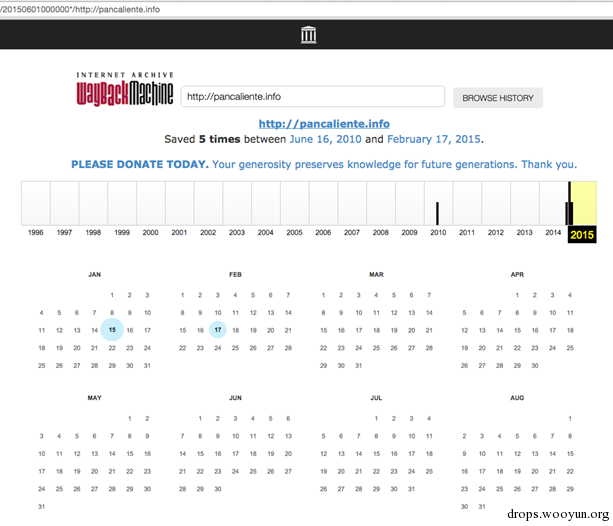 /20150601000000*/http://pancaliente.info
INTERNET ARCHIVE
WayBackMachine
http://pancaliente.info
BROWSE HISTORY
http://pancaliente.info
Saved 5 times between June 16, 2010 and February 17, 2015.
PLEASE DONATE TODAY. Your generosity preserves knowledge for future generations. Thank you.
1996 1997 1998 1999 2000 2001 2002 2003 2004 2005 2006 2007 2008 2009 2010 2011 2012 2013 2014 2015
JAN FEB MAR APR
1 2 3 1 2 3 4 5 6 7 1 2 3 4 5 6 7 1 2 3 4
4 5 6 7 8 9 10 8 9 10 11 12 13 14 8 9 10 11 12 13 14 5 6 7 8 9 10 11
11 12 13 14 15 16 17 15 16 17 18 19 20 21 15 16 17 18 19 20 21 12 13 14 15 16 17 18
18 19 20 21 22 23 24 22 23 24 25 26 27 28 22 23 24 25 26 27 28 19 20 21 22 23 24 25
25 26 27 28 29 30 31 29 30 31 26 27 28 29 30
MAY JUN JUL AUG
1 2 1 2 3 4 5 6 1 2 3 4 1
3 4 5 6 7 8 9 7 8 9 10 11 12 13 5 6 7 8 9 10 11 2 3 4 5 6 7 8
10 11 12 13 14 15 16 14 15 16 17 18 19 20 12 13 14 15 16 17 18 9 10 11 12 13 14 15
17 18 19 20 21 22 23 21 22 23 24 25 26 27 19 20 21 22 23 24 25 16 17 18 19 20 21 22
24 25 26 27 28 29 30 28 29 30 26 27 28 29 30 31 23 24 25 26 27 28 29
31 30 31
drops.wooyun.org